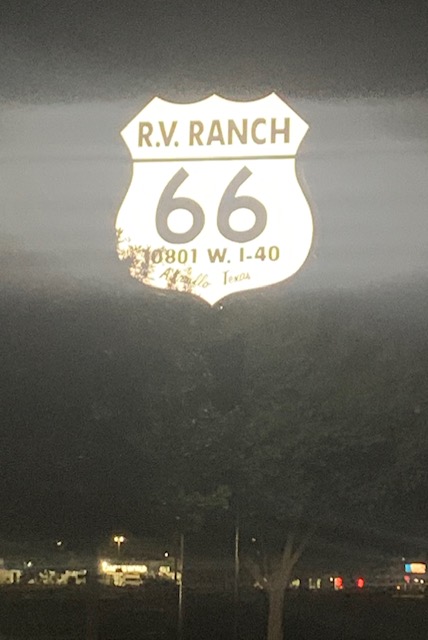 R.V. RANCH
66
10801 W. I-40
Amarillo Texas